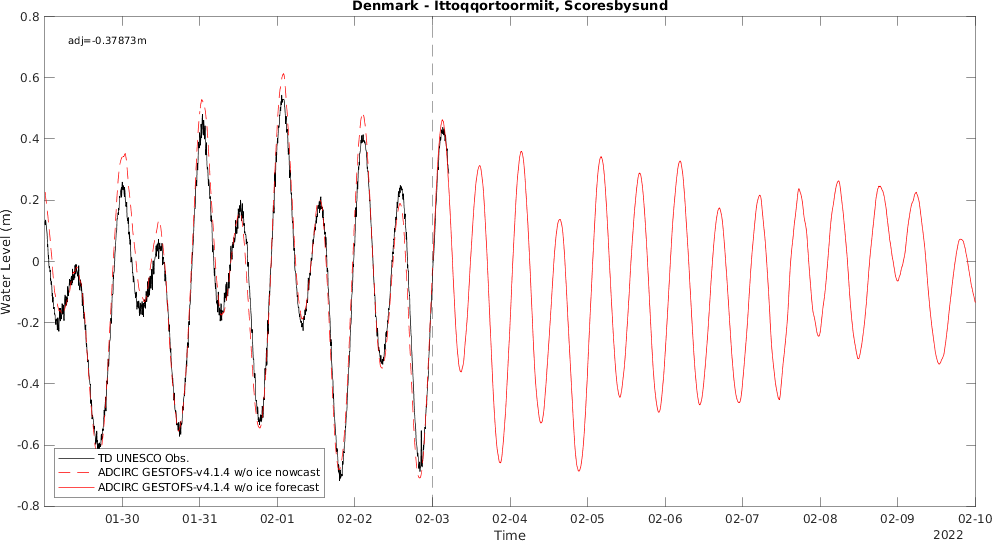 Denmark - Ittoqqortoormiit, Scoresbysund
adj=-0.37873m
0.8
0.6
0.4
0.2
0
-0.2
-0.4
-0.6
-0.8
Water Level (m)
TD UNESCO Obs.
ADCIRC GESTOFS-v4.1.4 w/o ice nowcast
ADCIRC GESTOFS-v4.1.4 w/o ice forecast
01-30 01-31 02-01 02-02 02-03 02-04 02-05 02-06 02-07 02-08 02-09 02-10
Time
2022